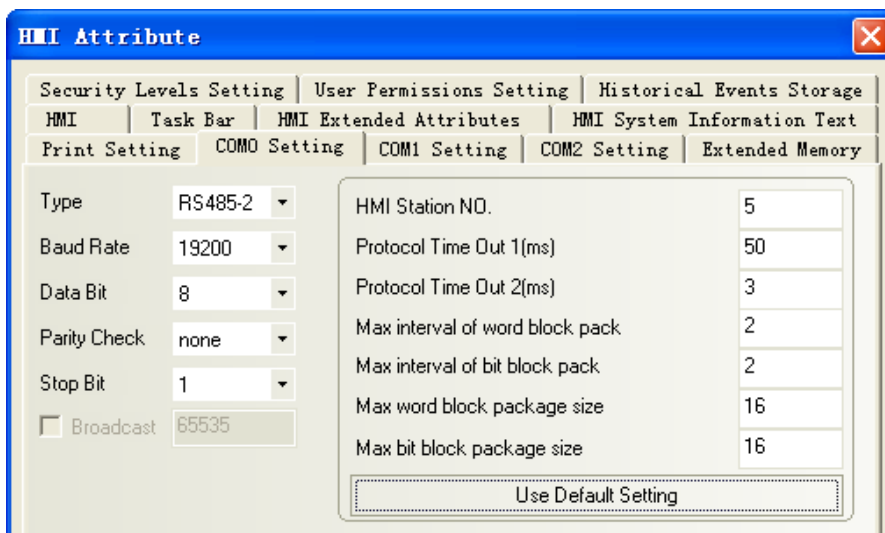 HMI Attribute
Security Levels Setting User Permissions Setting Historical Events Storage
HMI Task Bar HMI Extended Attributes HMI System Information Text
Print Setting COM0 Setting COM1 Setting COM2 Setting Extended Memory
Type RS485-2
Baud Rate 19200
Data Bit 8
Parity Check none
Stop Bit 1
Broadcast 65535
HMI Station NO. 5
Protocol Time Out 1(ms) 50
Protocol Time Out 2(ms) 3
Max interval of word block pack 2
Max interval of bit block pack 2
Max word block package size 16
Max bit block package size 16
Use Default Setting